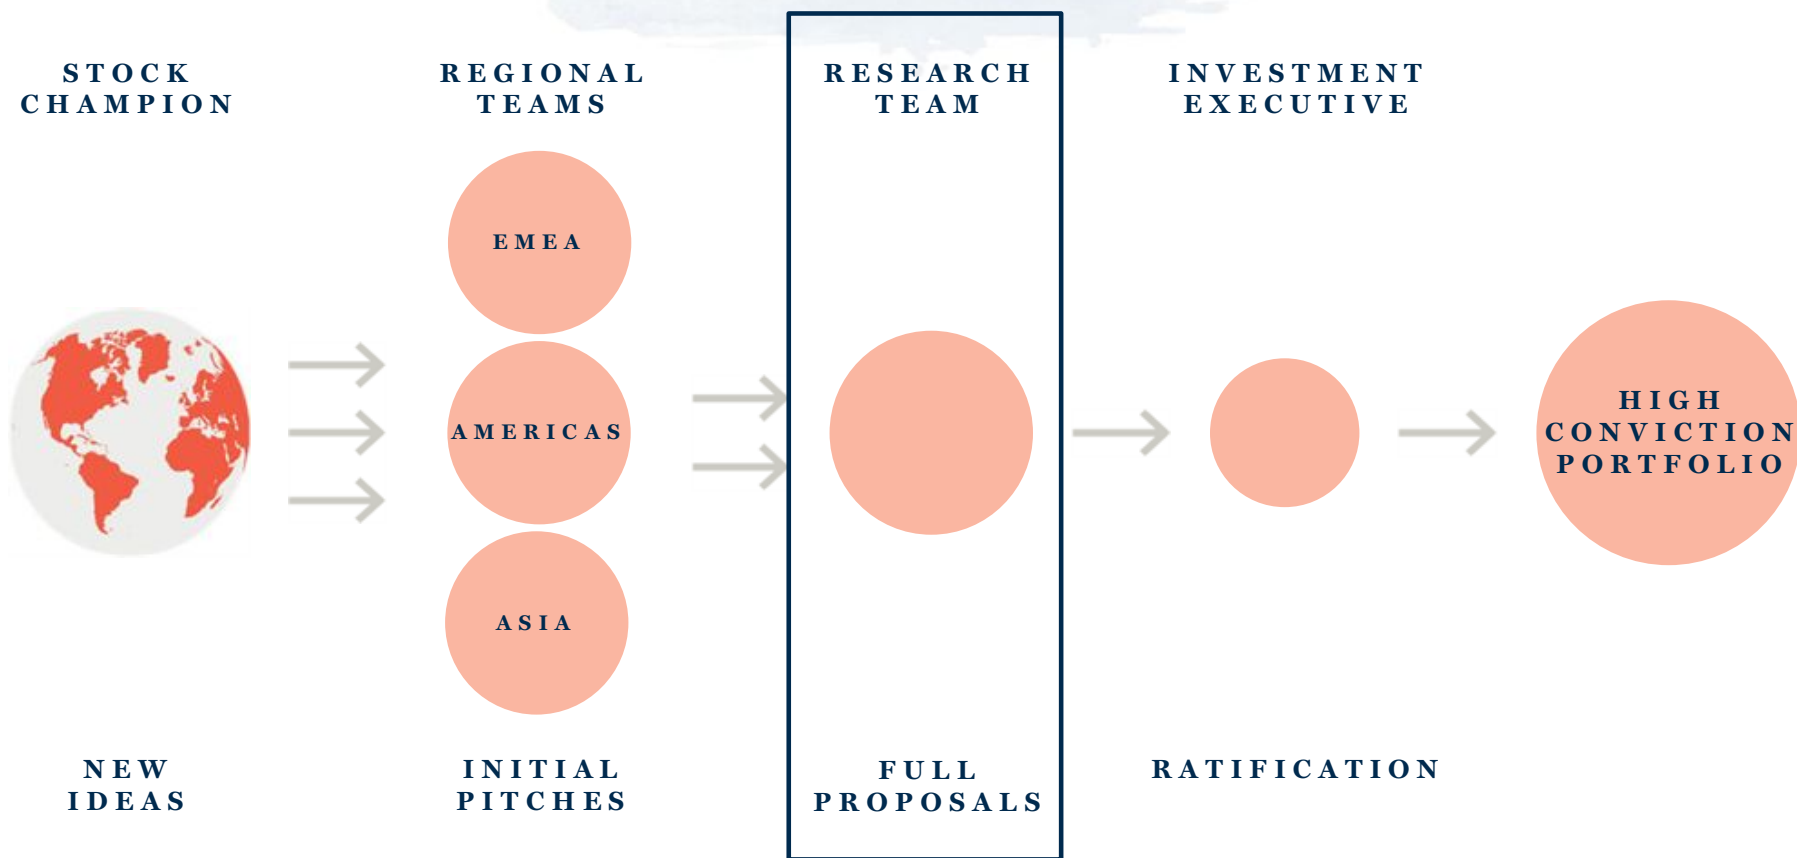 STOCK
CHAMPION
REGIONAL
TEAMS
RESEARCH
TEAM
INVESTMENT
EXECUTIVE
EMEA
AMERICAS
ASIA
HIGH
CONVICTION
PORTFOLIO
NEW
IDEAS
INITIAL
PITCHES
FULL
PROPOSALS
RATIFICATION